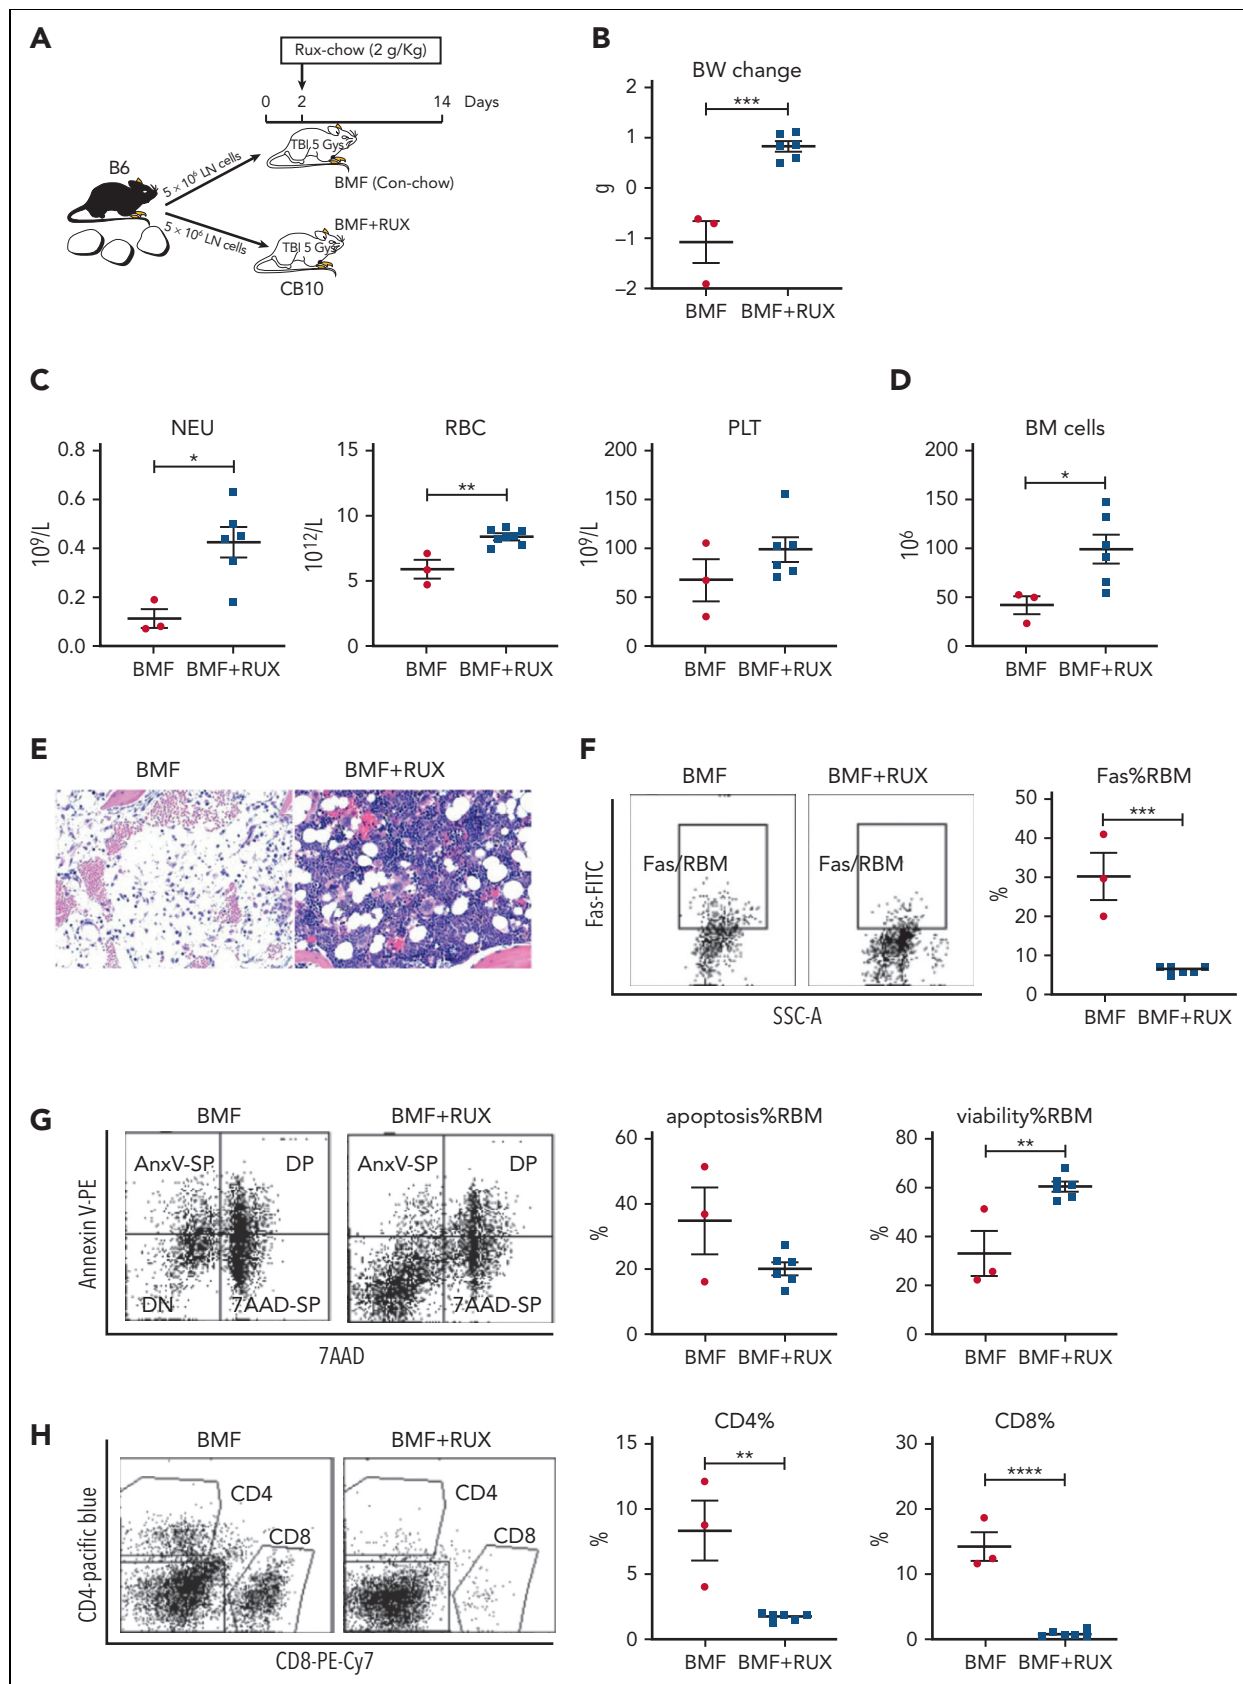 A
Rux-chow (2 g/Kg)
0 2 14 Days
B6
5 × 10⁶ LN cells
TBI 5 Gys
BMF (Con-chow)
5 × 10⁶ LN cells
BMF+RUX
TBI 5 Gys
CB10
B
BW change
***
g
2
1
0
−1
−2
BMF BMF+RUX
C
NEU
*
10⁹/L
0.8
0.6
0.4
0.2
0.0
BMF BMF+RUX
RBC
**
10¹²/L
15
10
5
0
BMF BMF+RUX
PLT
10⁹/L
200
150
100
50
0
BMF BMF+RUX
D
BM cells
*
10⁶
200
150
100
50
0
BMF BMF+RUX
E
BMF BMF+RUX
F
BMF BMF+RUX
Fas-FITC
Fas/RBM Fas/RBM
SSC-A
Fas%RBM
***
%
50
40
30
20
10
0
BMF BMF+RUX
G
BMF BMF+RUX
Annexin V-PE
AnxV-SP DP AnxV-SP DP
DN 7AAD-SP 7AAD-SP
7AAD
apoptosis%RBM
%
60
40
20
0
BMF BMF+RUX
viability%RBM
**
%
80
60
40
20
0
BMF BMF+RUX
H
BMF BMF+RUX
CD4-pacific blue
CD4 CD4
CD8 CD8
CD8-PE-Cy7
CD4%
**
%
15
10
5
0
BMF BMF+RUX
CD8%
****
%
30
20
10
0
BMF BMF+RUX